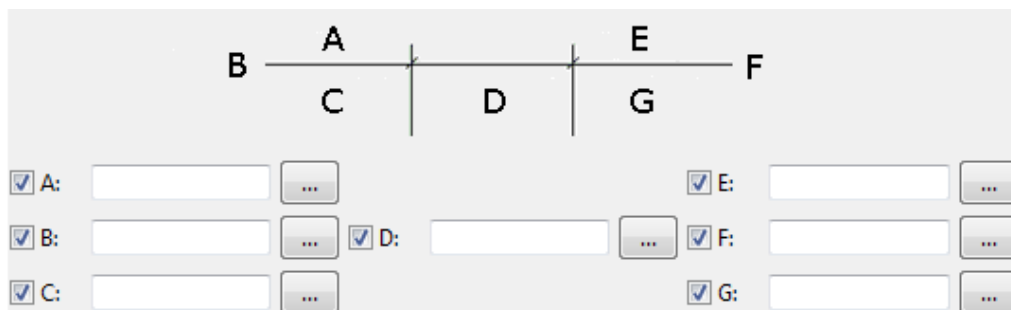 A E
B F
C D G
A: ... E: ...
B: ... D: ... F: ...
C: ... G: ...